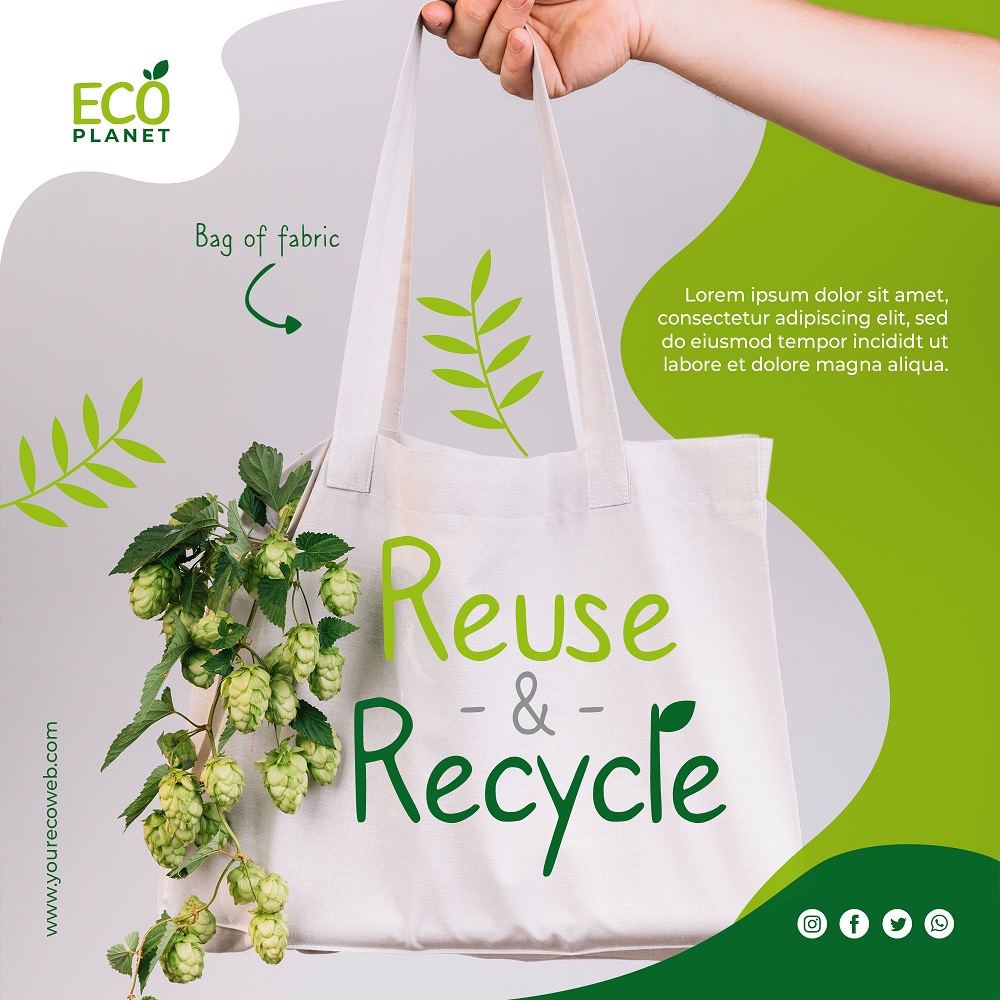 ECO
PLANET
Bag of fabric
Lorem ipsum dolor sit amet,
consectetur adipiscing elit, sed
do eiusmod tempor incididt ut
labore et dolore magna aliqua.
Reuse
- & -
Recycle
www.yourecoweb.com